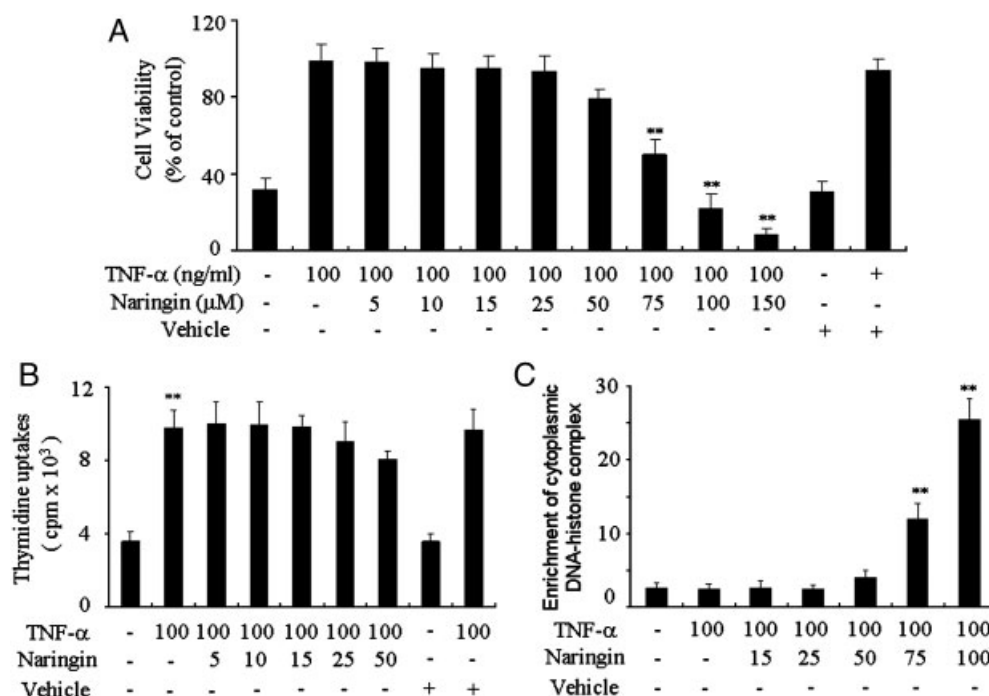 A
Cell Viability
(% of control)
120
80
40
0
** ** **
TNF-α (ng/ml) - 100 100 100 100 100 100 100 100 100 - +
Naringin (μM) - - 5 10 15 25 50 75 100 150 - -
Vehicle - - - - - - - - - - + +
B
Thymidine uptakes
( cpm x 10³)
12
8
4
0
**
TNF-α - 100 100 100 100 100 100 - 100
Naringin - - 5 10 15 25 50 - -
Vehicle - - - - - - - + +
C
Enrichment of cytoplasmic
DNA-histone complex
30
20
10
0
** **
TNF-α - 100 100 100 100 100 100
Naringin - - 15 25 50 75 100
Vehicle - - - - - - -